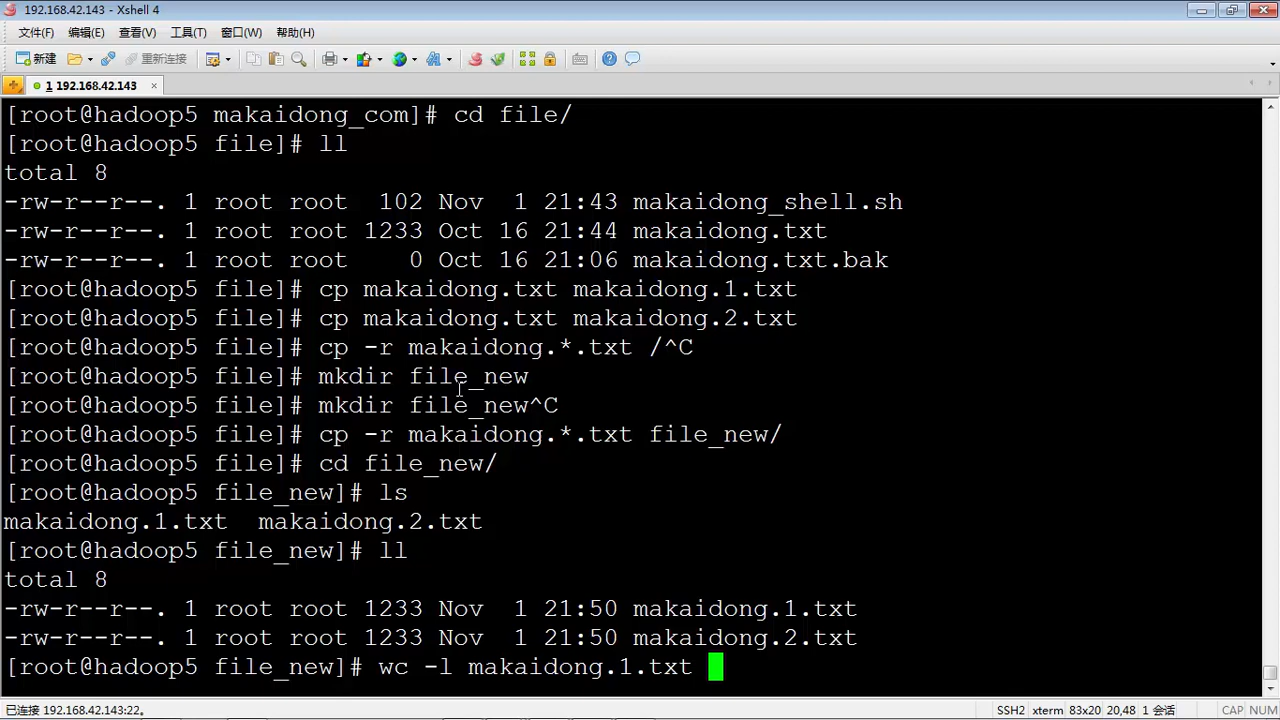 192.168.42.143 - Xshell 4
文件(F) 编辑(E) 查看(V) 工具(T) 窗口(W) 帮助(H)
新建 重新连接
1 192.168.42.143 ×
[root@hadoop5 makaidong_com]# cd file/
[root@hadoop5 file]# ll
total 8
-rw-r--r--. 1 root root  102 Nov  1 21:43 makaidong_shell.sh
-rw-r--r--. 1 root root 1233 Oct 16 21:44 makaidong.txt
-rw-r--r--. 1 root root    0 Oct 16 21:06 makaidong.txt.bak
[root@hadoop5 file]# cp makaidong.txt makaidong.1.txt
[root@hadoop5 file]# cp makaidong.txt makaidong.2.txt
[root@hadoop5 file]# cp -r makaidong.*.txt /^C
[root@hadoop5 file]# mkdir file_new
[root@hadoop5 file]# mkdir file_new^C
[root@hadoop5 file]# cp -r makaidong.*.txt file_new/
[root@hadoop5 file]# cd file_new/
[root@hadoop5 file_new]# ls
makaidong.1.txt  makaidong.2.txt
[root@hadoop5 file_new]# ll
total 8
-rw-r--r--. 1 root root 1233 Nov  1 21:50 makaidong.1.txt
-rw-r--r--. 1 root root 1233 Nov  1 21:50 makaidong.2.txt
[root@hadoop5 file_new]# wc -l makaidong.1.txt
已连接 192.168.42.143:22。 SSH2 xterm 83x20 20,48 1 会话 CAP NUM